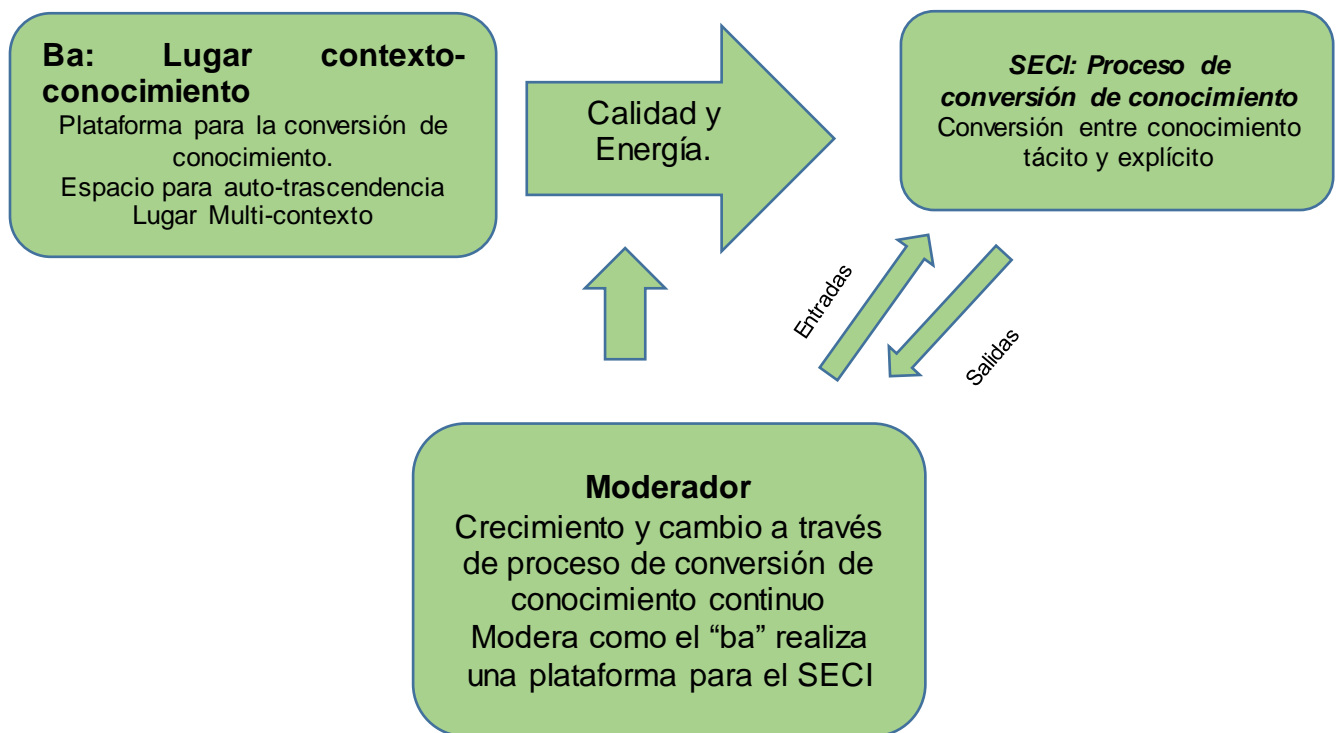 Ba: Lugar contexto-
conocimiento
Plataforma para la conversión de
conocimiento.
Espacio para auto-trascendencia
Lugar Multi-contexto
Calidad y
Energía.
SECI: Proceso de
conversión de conocimiento
Conversión entre conocimiento
tácito y explícito
Entradas
Salidas
Moderador
Crecimiento y cambio a través
de proceso de conversión de
conocimiento continuo
Modera como el “ba” realiza
una plataforma para el SECI